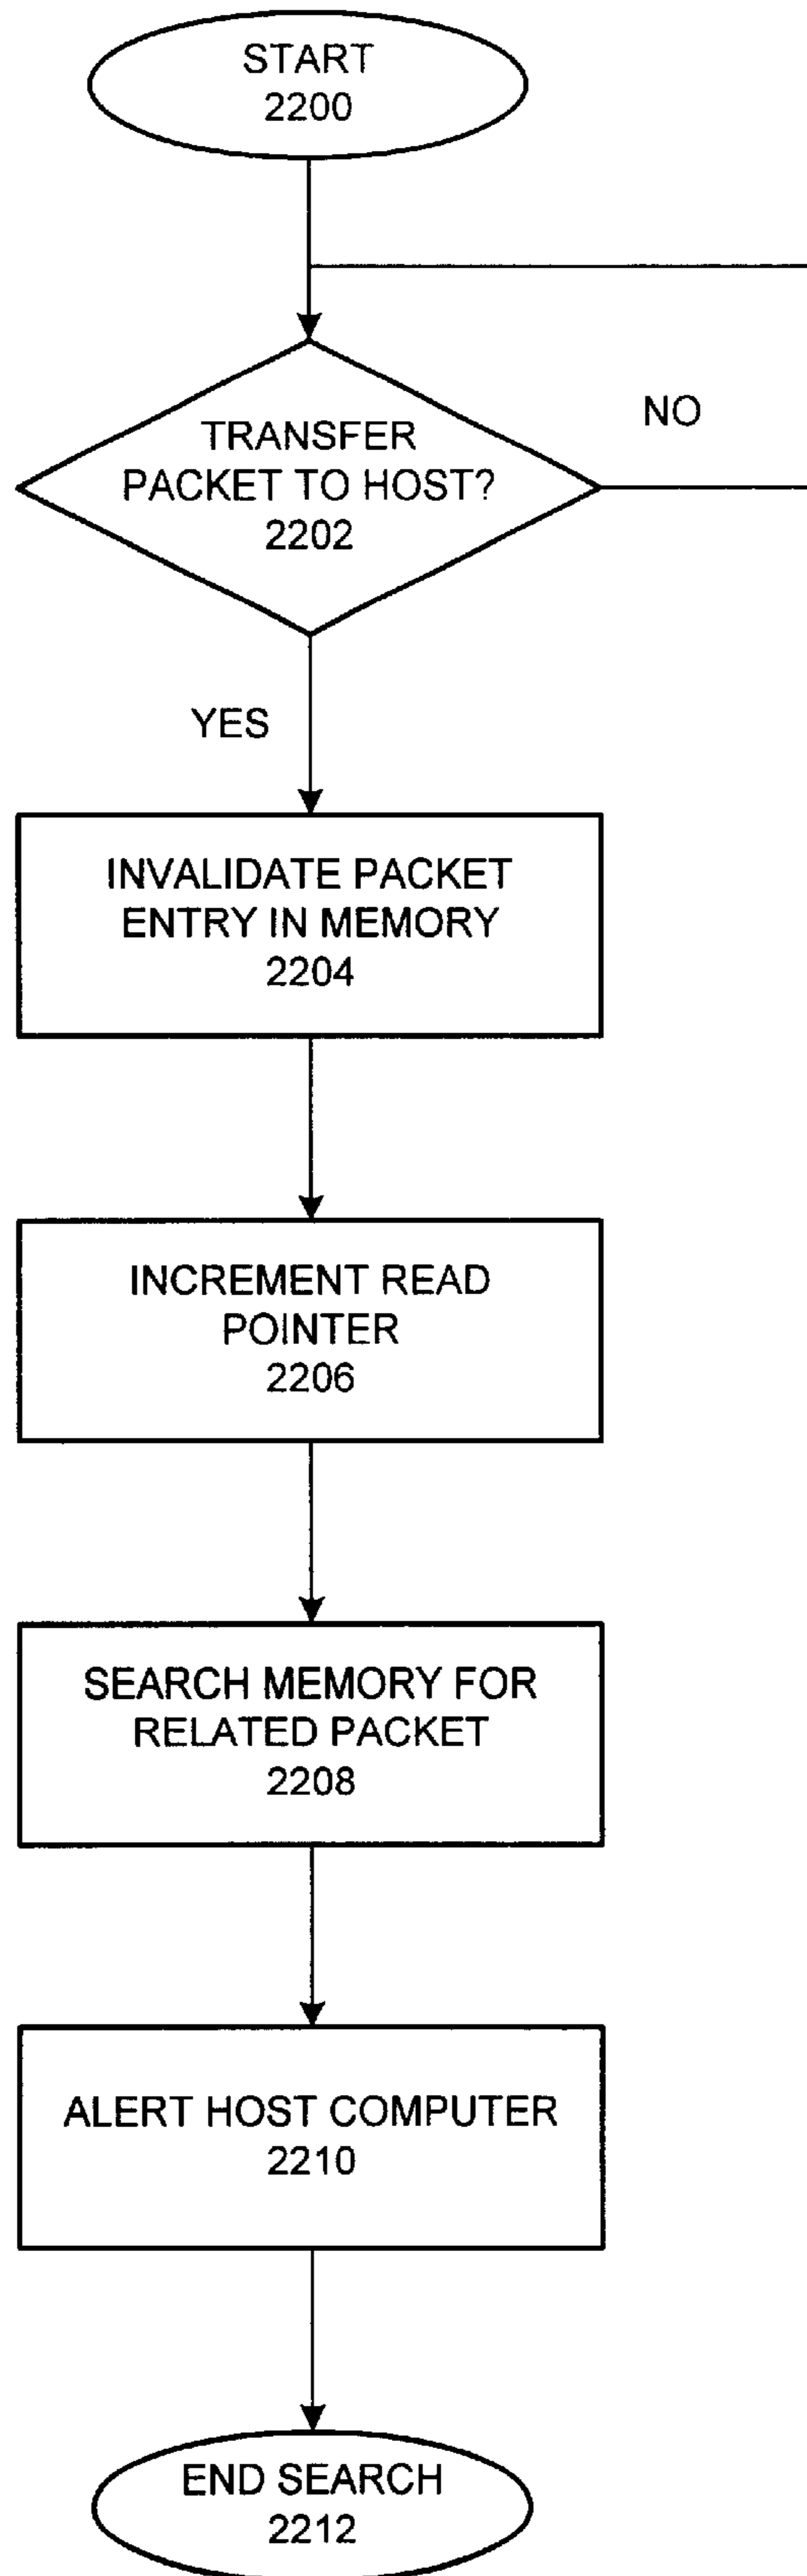 START
2200
TRANSFER
PACKET TO HOST?
2202
NO
YES
INVALIDATE PACKET
ENTRY IN MEMORY
2204
INCREMENT READ
POINTER
2206
SEARCH MEMORY FOR
RELATED PACKET
2208
ALERT HOST COMPUTER
2210
END SEARCH
2212